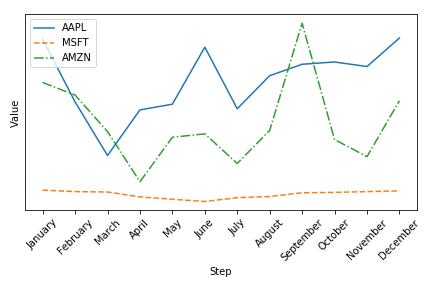 AAPL
MSFT
AMZN
Value
January
February
March
April
May
June
July
August
September
October
November
December
Step